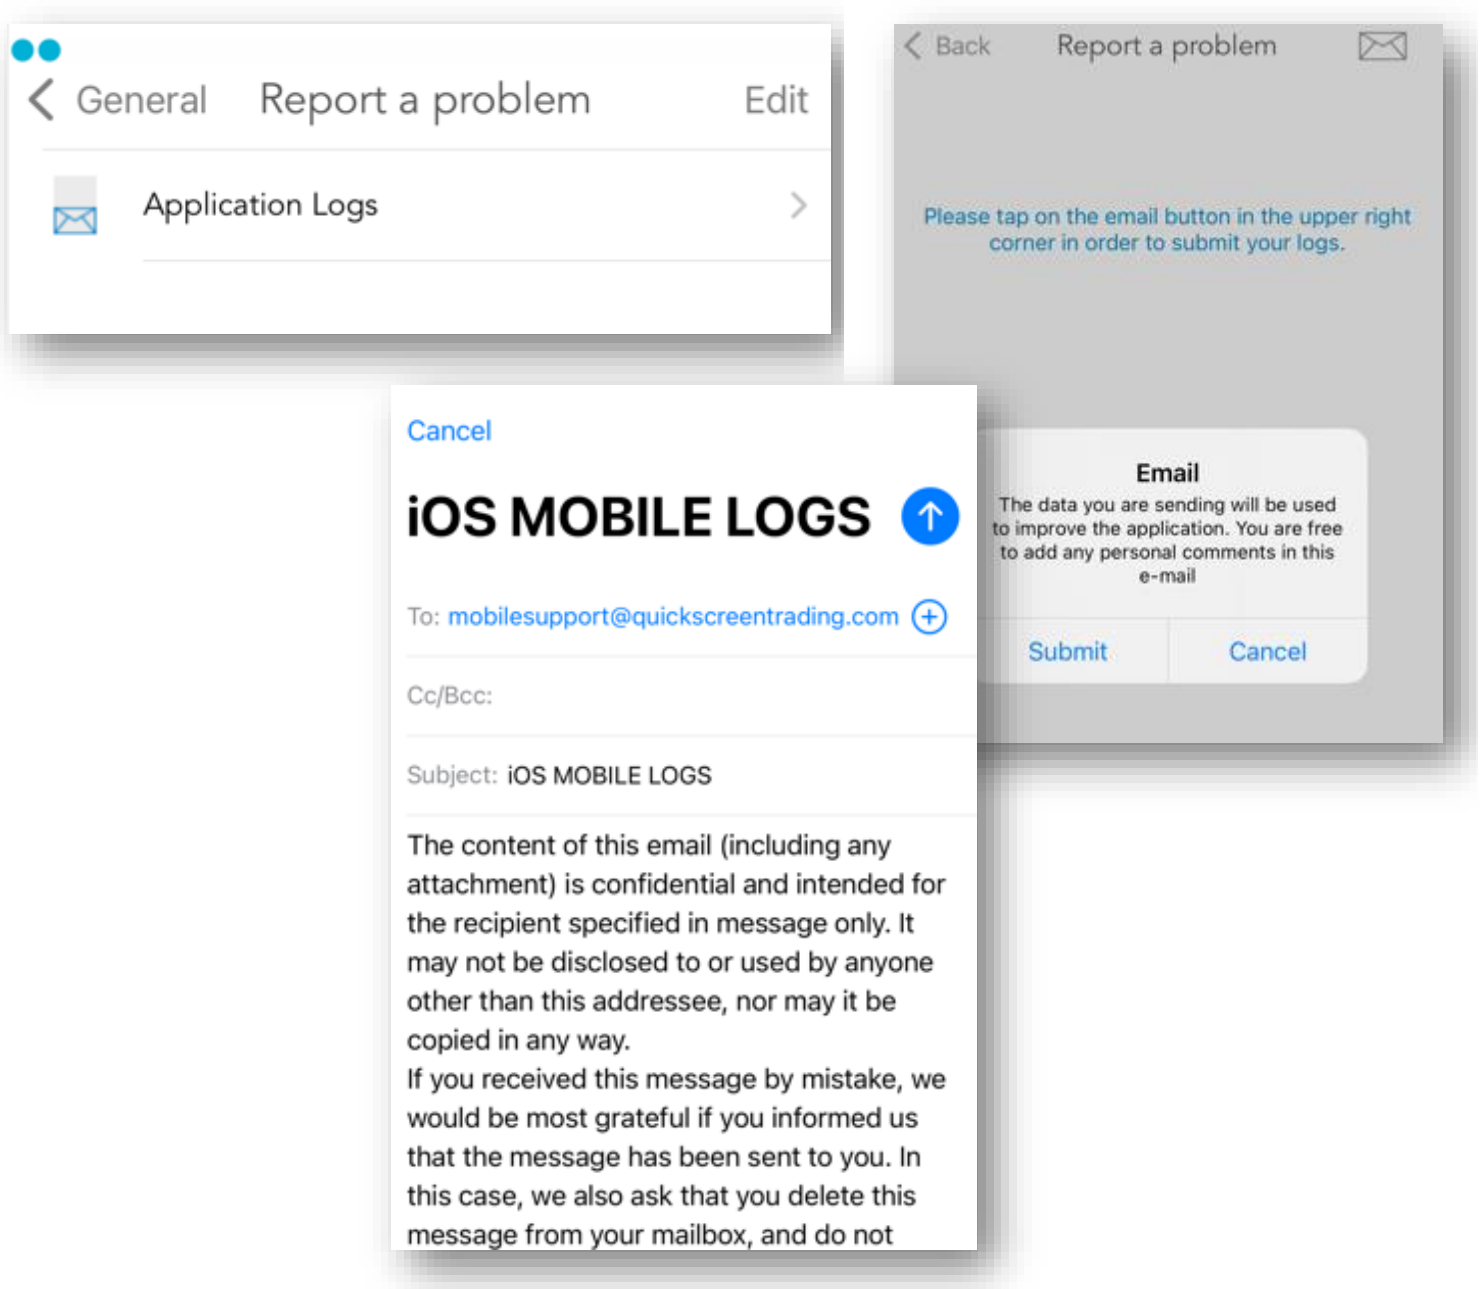 General Report a problem Edit
Application Logs
Back Report a problem
Please tap on the email button in the upper right
corner in order to submit your logs.
Email
The data you are sending will be used
to improve the application. You are free
to add any personal comments in this
e-mail
Submit Cancel
Cancel
iOS MOBILE LOGS
To: mobilesupport@quickscreentrading.com
Cc/Bcc:
Subject: iOS MOBILE LOGS
The content of this email (including any
attachment) is confidential and intended for
the recipient specified in message only. It
may not be disclosed to or used by anyone
other than this addressee, nor may it be
copied in any way.
If you received this message by mistake, we
would be most grateful if you informed us
that the message has been sent to you. In
this case, we also ask that you delete this
message from your mailbox, and do not